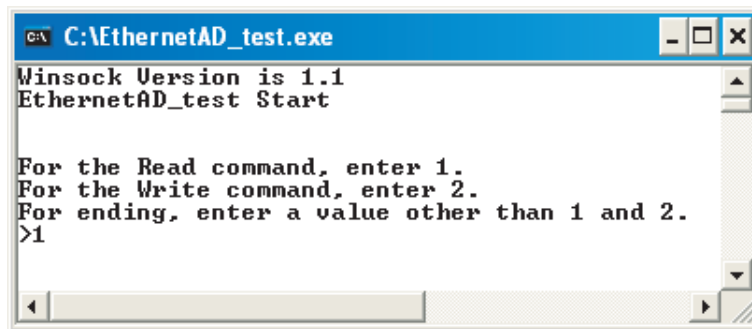 C:\EthernetAD_test.exe
Winsock Version is 1.1
EthernetAD_test Start
For the Read command, enter 1.
For the Write command, enter 2.
For ending, enter a value other than 1 and 2.
>1